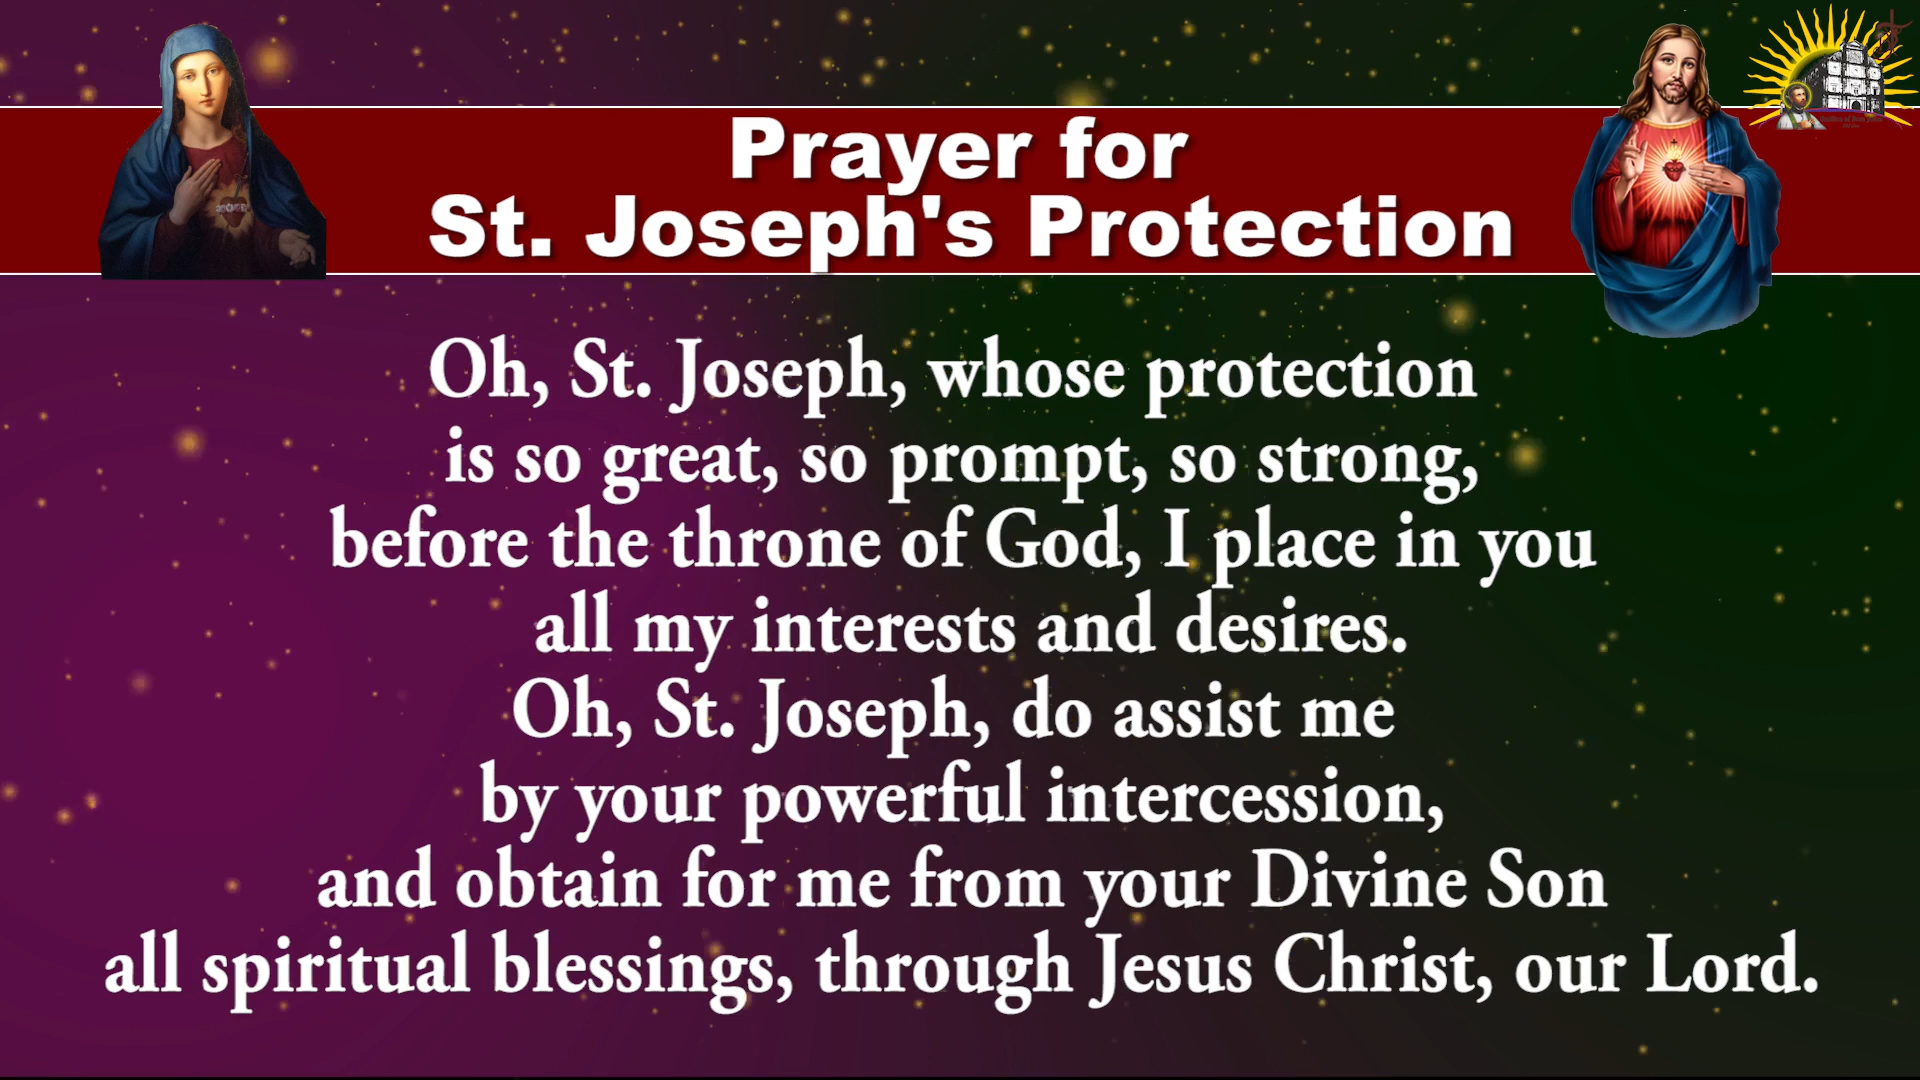 Prayer for
St. Joseph's Protection
Oh, St. Joseph, whose protection
is so great, so prompt, so strong,
before the throne of God, I place in you
all my interests and desires.
Oh, St. Joseph, do assist me
by your powerful intercession,
and obtain for me from your Divine Son
all spiritual blessings, through Jesus Christ, our Lord.